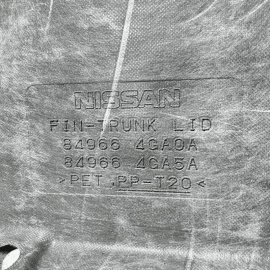 NISSAN
FIN-TRUNK LID
84966 4GA0A
84966 4GA5A
>PET,PP-T20<